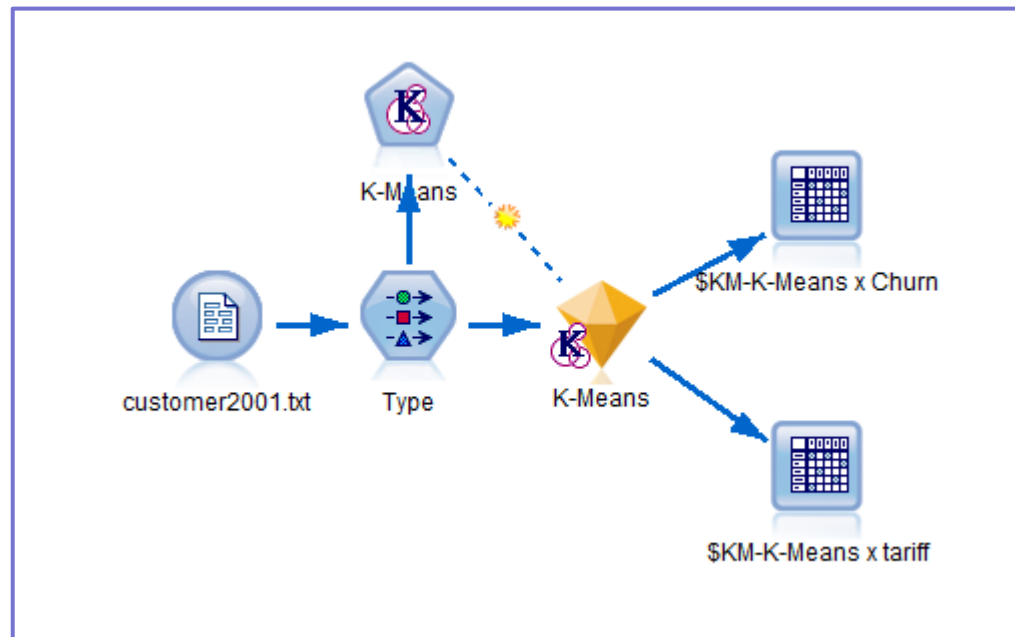 K-Means
$KM-K-Means x Churn
customer2001.txt
Type
K-Means
$KM-K-Means x tariff